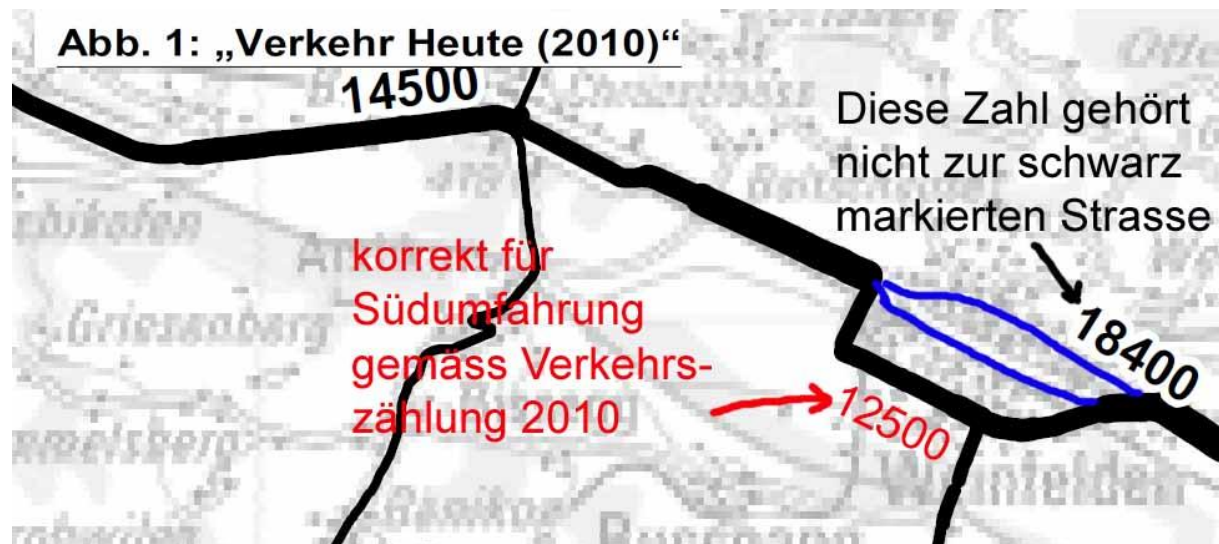 Abb. 1: „Verkehr Heute (2010)“
14500
Diese Zahl gehört
nicht zur schwarz
markierten Strasse
18400
korrekt für
Südumfahrung
gemäss Verkehrs-
zählung 2010
12500
Griesenberg